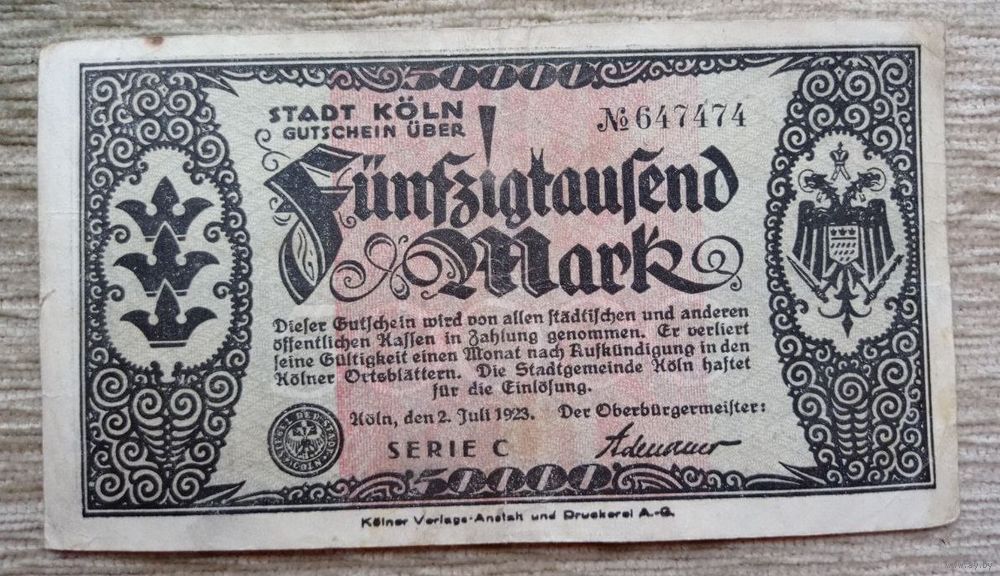 50000
STADT KÖLN
GUTSCHEIN ÜBER
№ 647474
Fünfzigtauſend
Mark
Dieſer Gutſchein wird von allen ſtädtiſchen und anderen
öffentlichen Kaſſen in Zahlung genommen. Er verliert
ſeine Gültigkeit einen Monat nach Aufkündigung in den
Kölner Ortsblättern. Die Stadtgemeinde Köln haftet
für die Einlöſung.
Köln, den 2. Juli 1923. Der Oberbürgermeiſter:
SERIE C
Adenauer
50000
Kölner Verlags-Anstalt und Druckerei A.-G.